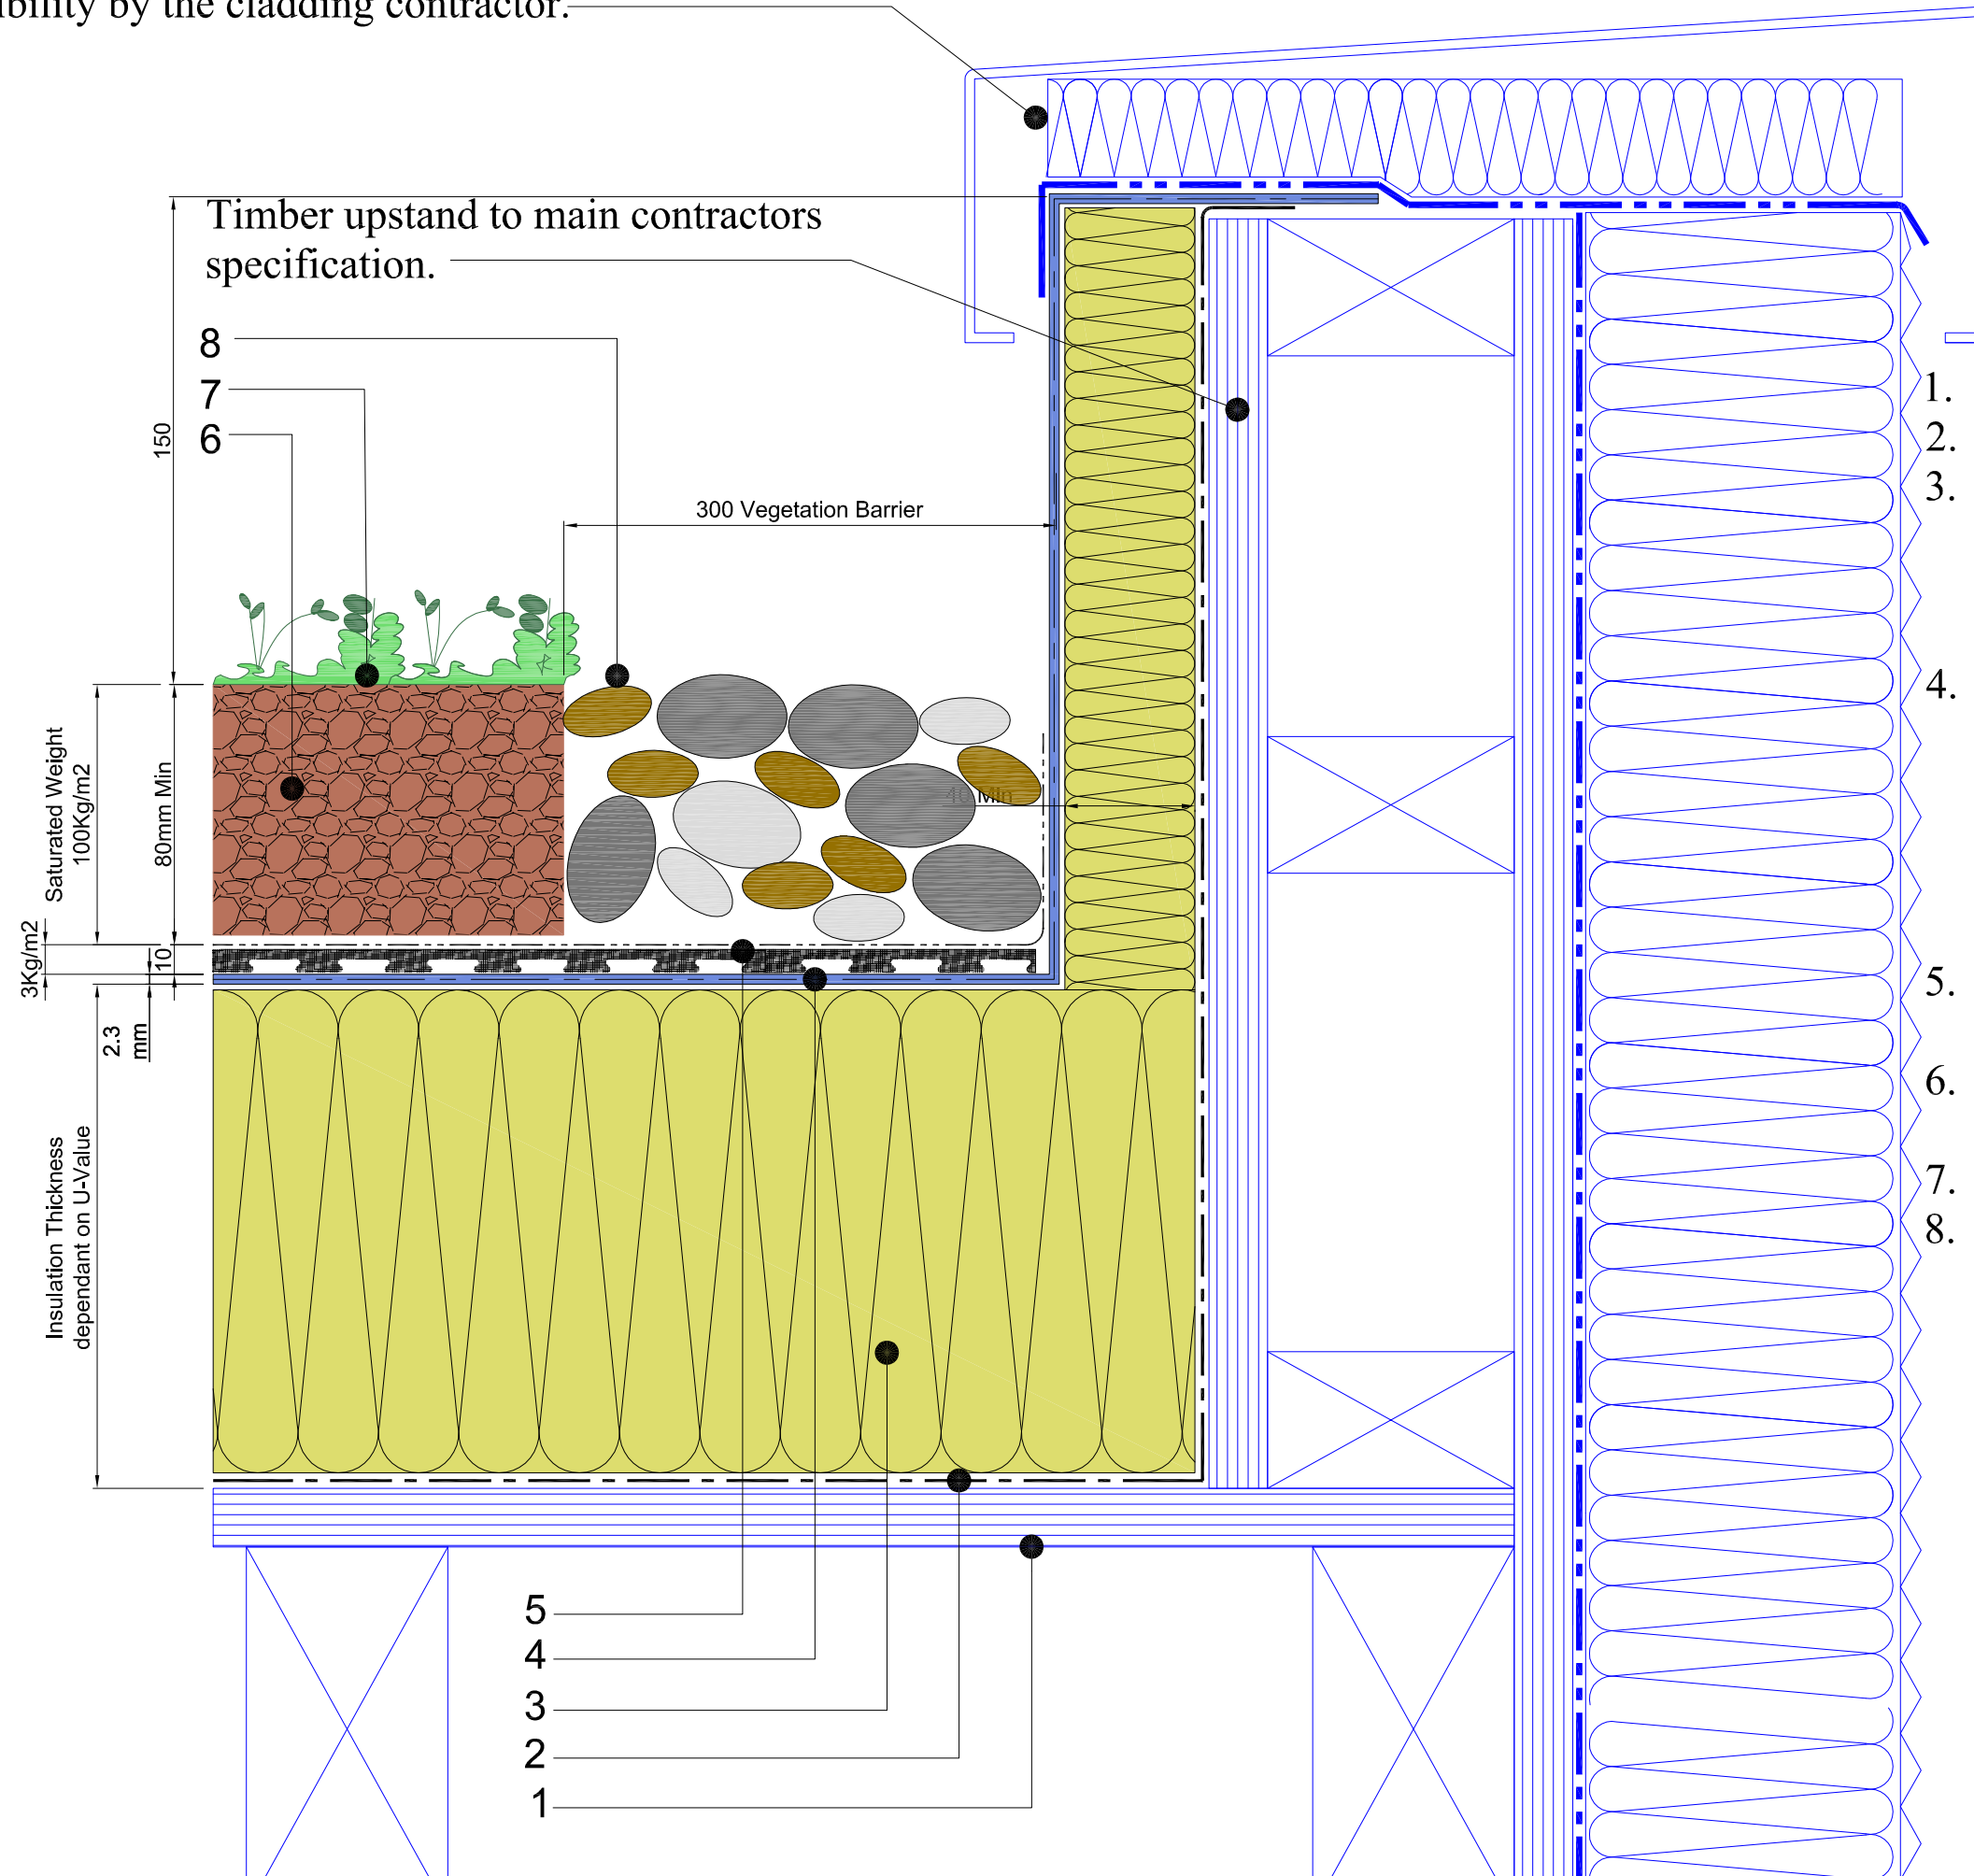 ibility by the cladding contractor.
Timber upstand to main contractors
specification.
8
7
6
150
300 Vegetation Barrier
1.
2.
3.
4.
5.
6.
7.
8.
Saturated Weight
100Kg/m2
80mm Min
40 Min
3Kg/m2
10
2.3
mm
Insulation Thickness
dependant on U-Value
5
4
3
2
1